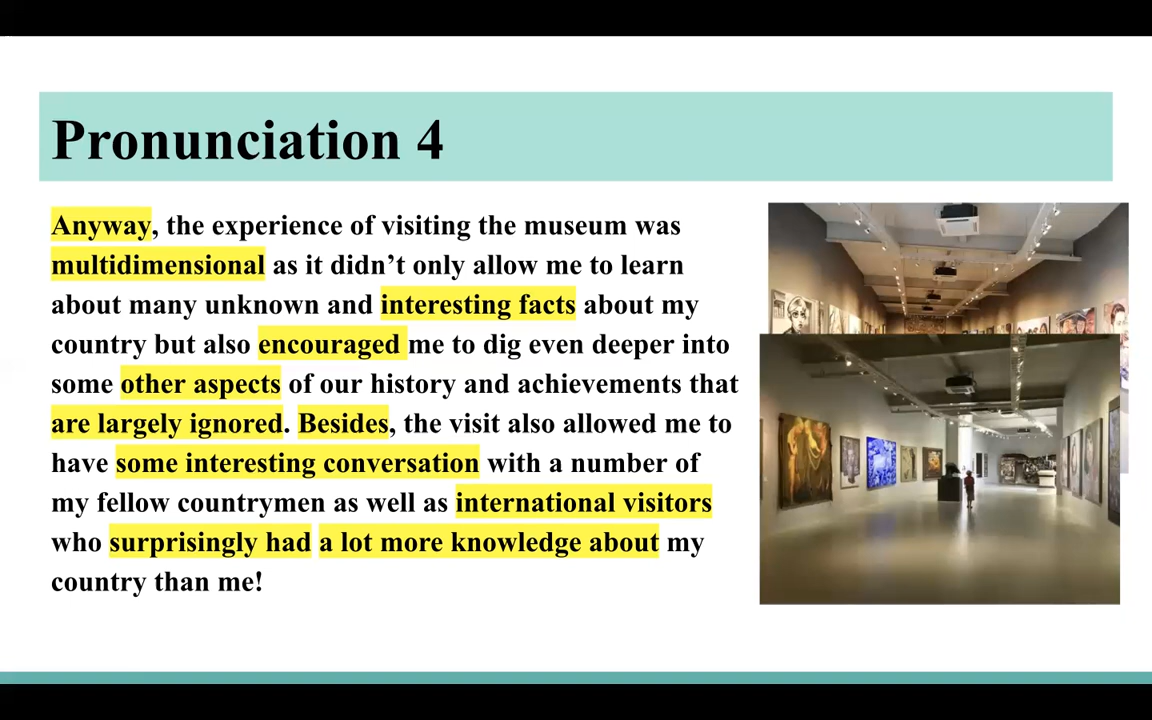 Pronunciation 4
Anyway, the experience of visiting the museum was
multidimensional as it didn’t only allow me to learn
about many unknown and interesting facts about my
country but also encouraged me to dig even deeper into
some other aspects of our history and achievements that
are largely ignored. Besides, the visit also allowed me to
have some interesting conversation with a number of
my fellow countrymen as well as international visitors
who surprisingly had a lot more knowledge about my
country than me!